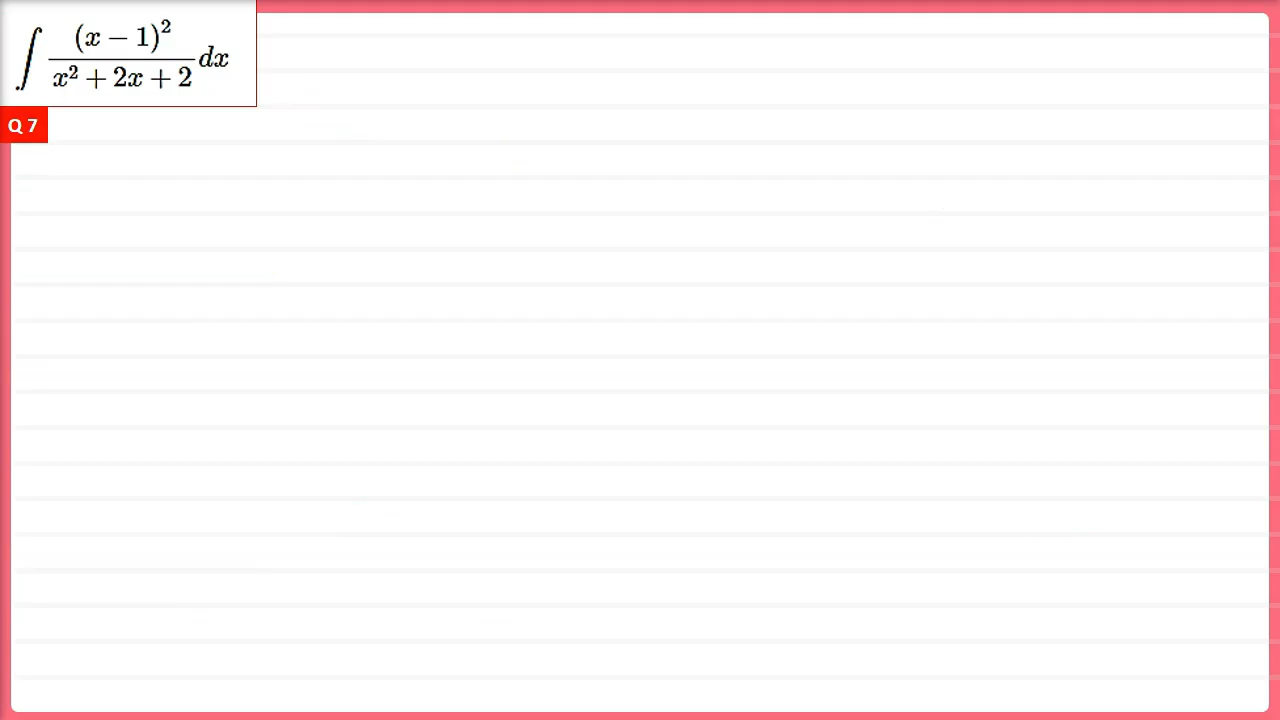 ∫ (x − 1)² / (x² + 2x + 2) dx
Q 7